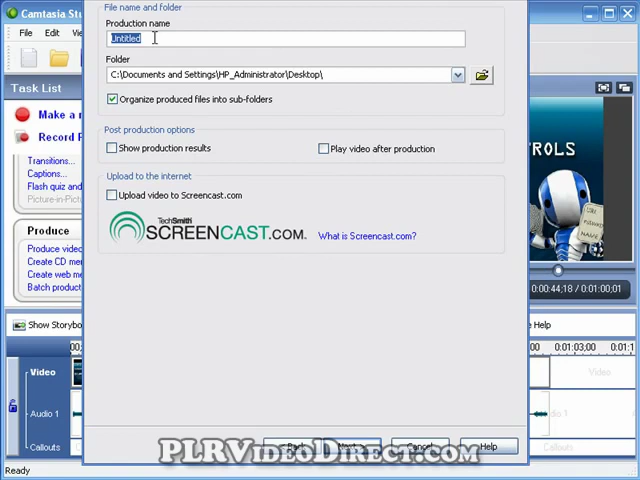 Camtasia
File name and folder
Production name
Untitled
File
Edit
Folder
C:\Documents and Settings\HP_Administrator\Desktop\
Task List
Organize produced files into sub-folders
Make a
Record P
Post production options
Show production results
Play video after production
Transitions...
Captions...
Flash quiz and
Picture-in-Pict
Upload to the internet
Upload video to Screencast.com
TechSmith
SCREENCAST.COM
What is Screencast.com?
Produce
Produce video
Create CD me
Create web me
Batch product
0:00:44;18 / 0:01:00;01
Show Storyb
Help
0:01:03;00
Video
Video
Audio 1
Callouts
< Back
Next >
Cancel
Help
PLRVideoDirect.com
Ready